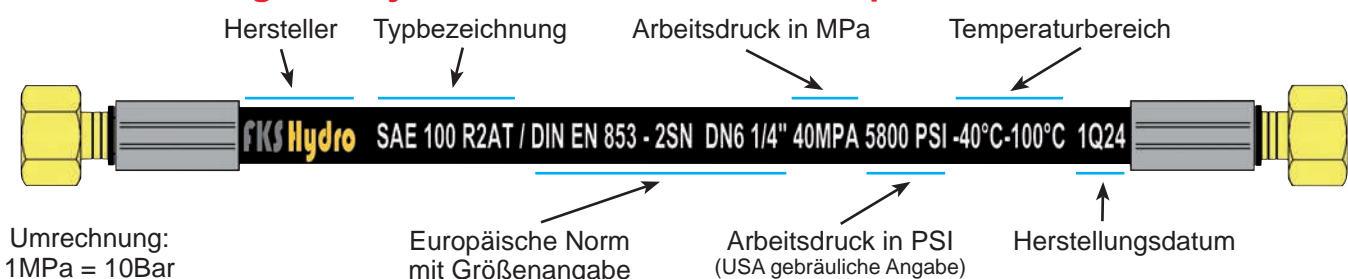 Hersteller Typbezeichnung Arbeitsdruck in MPa Temperaturbereich
FKS Hydro SAE 100 R2AT / DIN EN 853 - 2SN DN6 1/4" 40MPA 5800 PSI -40°C-100°C 1Q24
Umrechnung:
1MPa = 10Bar
Europäische Norm
mit Größenangabe
Arbeitsdruck in PSI
(USA gebräuliche Angabe)
Herstellungsdatum